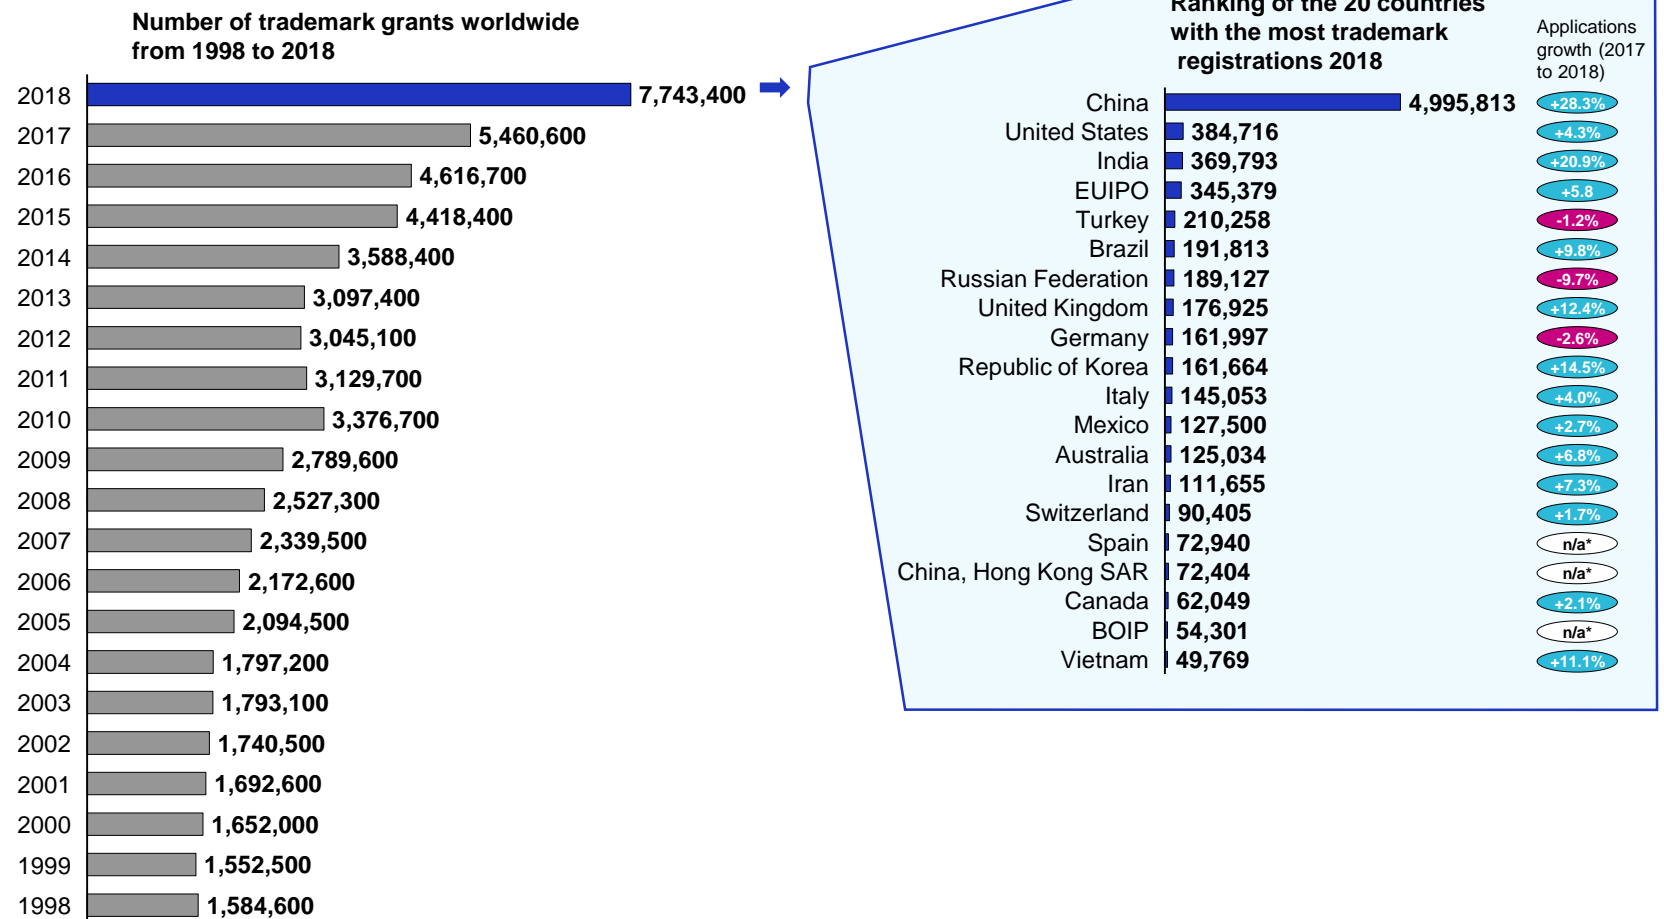 Number of trademark grants worldwide
from 1998 to 2018
2018 7,743,400
2017 5,460,600
2016 4,616,700
2015 4,418,400
2014 3,588,400
2013 3,097,400
2012 3,045,100
2011 3,129,700
2010 3,376,700
2009 2,789,600
2008 2,527,300
2007 2,339,500
2006 2,172,600
2005 2,094,500
2004 1,797,200
2003 1,793,100
2002 1,740,500
2001 1,692,600
2000 1,652,000
1999 1,552,500
1998 1,584,600
Ranking of the 20 countries
with the most trademark
registrations 2018
Applications
growth (2017
to 2018)
China 4,995,813 +28.3%
United States 384,716 +4.3%
India 369,793 +20.9%
EUIPO 345,379 +5.8
Turkey 210,258 -1.2%
Brazil 191,813 +9.8%
Russian Federation 189,127 -9.7%
United Kingdom 176,925 +12.4%
Germany 161,997 -2.6%
Republic of Korea 161,664 +14.5%
Italy 145,053 +4.0%
Mexico 127,500 +2.7%
Australia 125,034 +6.8%
Iran 111,655 +7.3%
Switzerland 90,405 +1.7%
Spain 72,940 n/a*
China, Hong Kong SAR 72,404 n/a*
Canada 62,049 +2.1%
BOIP 54,301 n/a*
Vietnam 49,769 +11.1%